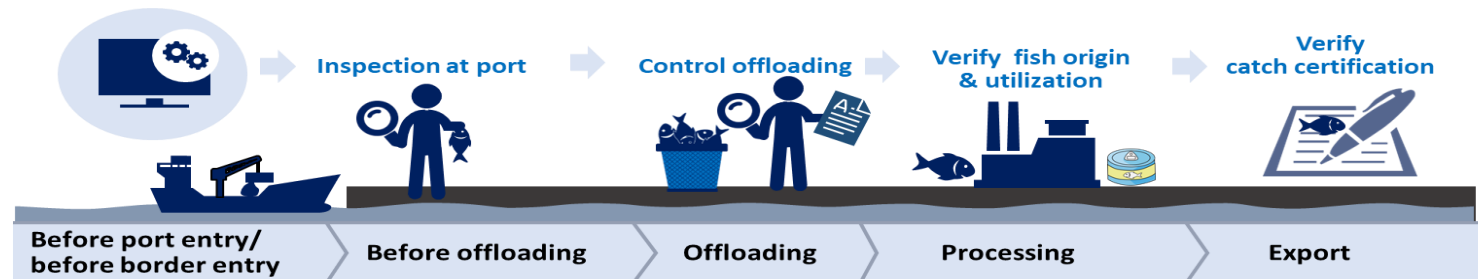 Inspection at port
Control offloading
Verify fish origin
& utilization
Verify
catch certification
A-L
Before port entry/
before border entry
Before offloading
Offloading
Processing
Export